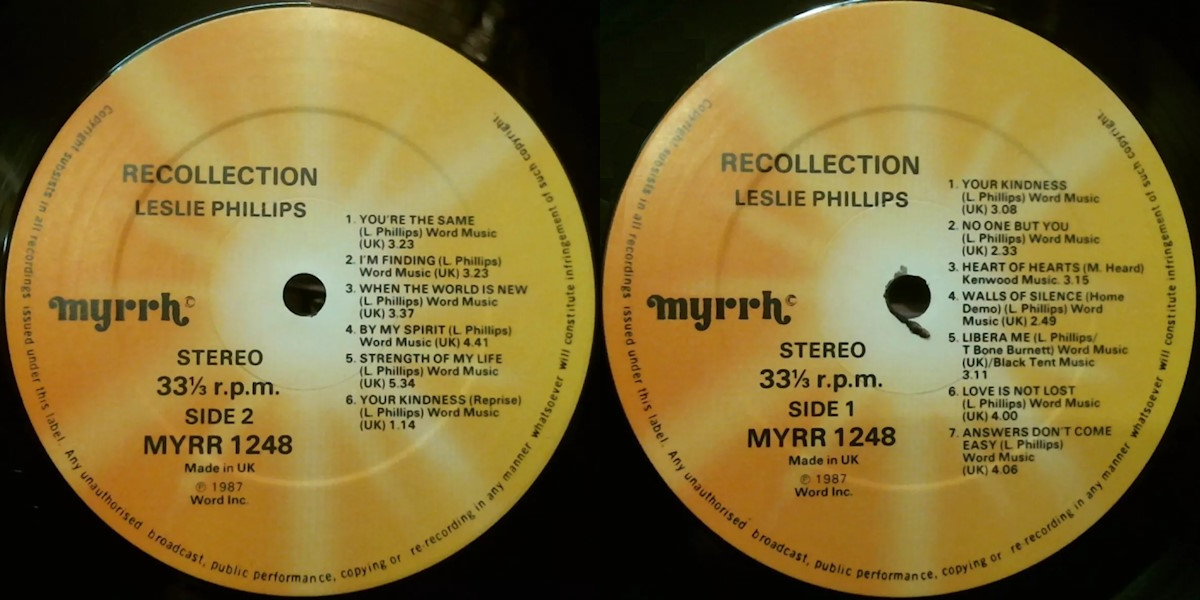 RECOLLECTION
LESLIE PHILLIPS
1. YOU'RE THE SAME
(L. Phillips) Word Music
(UK) 3.23
2. I'M FINDING (L. Phillips)
Word Music (UK) 3.23
3. WHEN THE WORLD IS NEW
(L. Phillips) Word Music (UK)
3.37
4. BY MY SPIRIT (L. Phillips)
Word Music (UK) 4.41
5. STRENGTH OF MY LIFE
(L. Phillips) Word Music
(UK) 5.34
6. YOUR KINDNESS (Reprise)
(L. Phillips) Word Music
(UK) 1.14
myrrh©
STEREO
33⅓ r.p.m.
SIDE 2
MYRR 1248
Made in UK
℗ 1987
Word Inc.
Copyright subsists in all recordings issued under this label. Any unauthorised broadcast, public performance, copying or re-recording in any manner whatsoever will constitute infringement of such copyright.
RECOLLECTION
LESLIE PHILLIPS
1. YOUR KINDNESS
(L. Phillips) Word Music
(UK) 3.08
2. NO ONE BUT YOU
(L. Phillips) Word Music
(UK) 2.33
3. HEART OF HEARTS (M. Heard)
Kenwood Music. 3.15
4. WALLS OF SILENCE (Home
Demo) (L. Phillips) Word
Music (UK) 2.49
5. LIBERA ME (L. Phillips/
T Bone Burnett) Word Music
(UK)/Black Tent Music
3.11
6. LOVE IS NOT LOST
(L. Phillips) Word Music
(UK) 4.00
7. ANSWERS DON'T COME
EASY (L. Phillips)
Word Music
(UK) 4.06
myrrh©
STEREO
33⅓ r.p.m.
SIDE 1
MYRR 1248
Made in UK
℗ 1987
Word Inc.
Copyright subsists in all recordings issued under this label. Any unauthorised broadcast, public performance, copying or re-recording in any manner whatsoever will constitute infringement of such copyright.